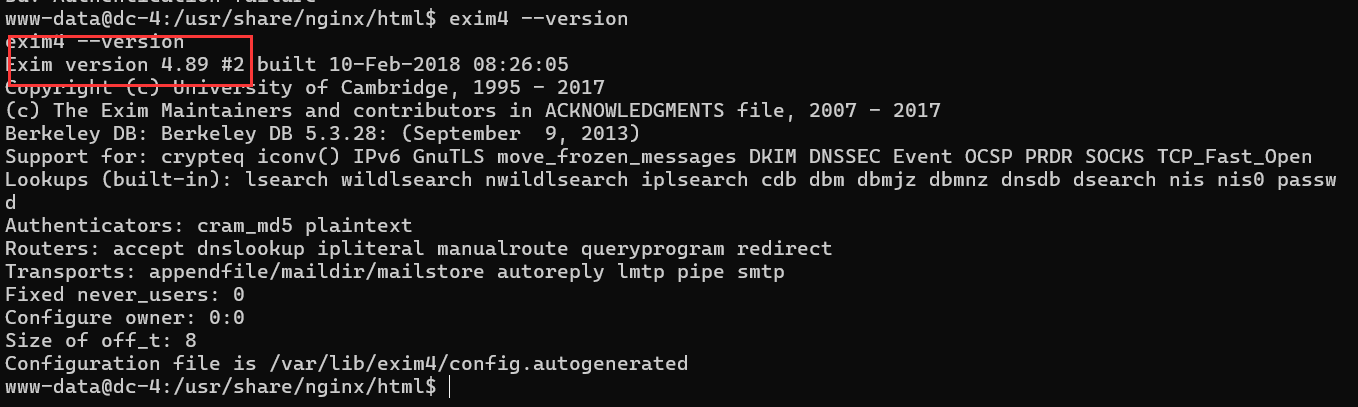 su: Authentication failure
www-data@dc-4:/usr/share/nginx/html$ exim4 --version
exim4 --version
Exim version 4.89 #2 built 10-Feb-2018 08:26:05
Copyright (c) University of Cambridge, 1995 - 2017
(c) The Exim Maintainers and contributors in ACKNOWLEDGMENTS file, 2007 - 2017
Berkeley DB: Berkeley DB 5.3.28: (September  9, 2013)
Support for: crypteq iconv() IPv6 GnuTLS move_frozen_messages DKIM DNSSEC Event OCSP PRDR SOCKS TCP_Fast_Open
Lookups (built-in): lsearch wildlsearch nwildlsearch iplsearch cdb dbm dbmjz dbmnz dnsdb dsearch nis nis0 passw
d
Authenticators: cram_md5 plaintext
Routers: accept dnslookup ipliteral manualroute queryprogram redirect
Transports: appendfile/maildir/mailstore autoreply lmtp pipe smtp
Fixed never_users: 0
Configure owner: 0:0
Size of off_t: 8
Configuration file is /var/lib/exim4/config.autogenerated
www-data@dc-4:/usr/share/nginx/html$